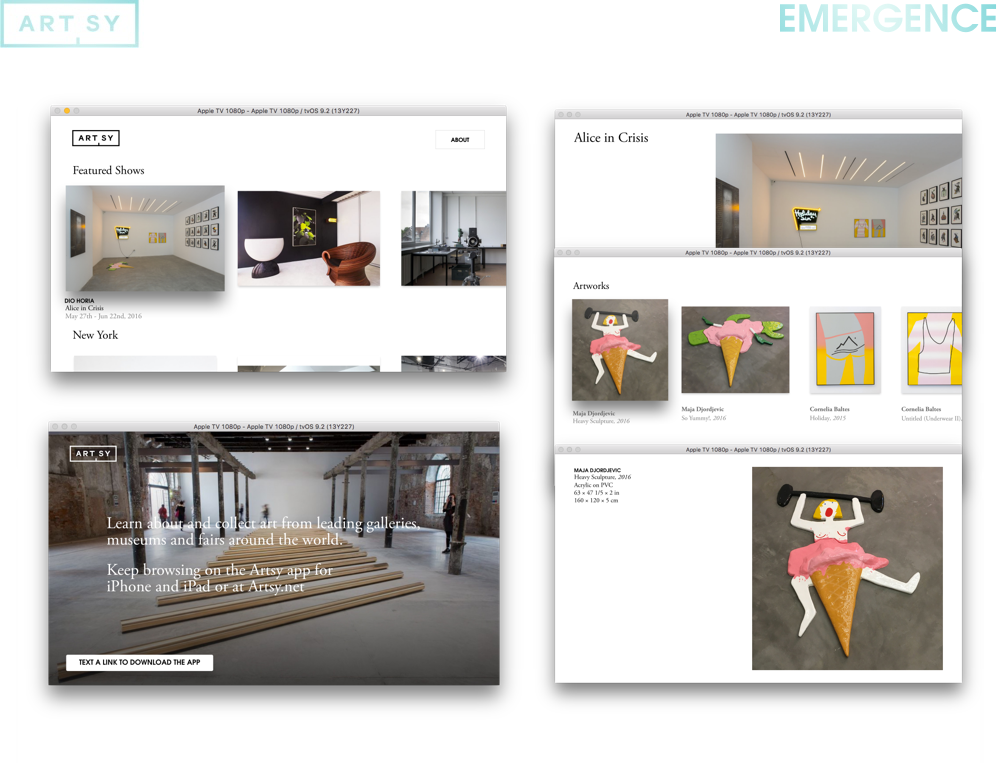 ARTSY
EMERGENCE
Apple TV 1080p - Apple TV 1080p / tvOS 9.2 (13Y227)
ARTSY
ABOUT
Featured Shows
DIO HORIA
Alice in Crisis
May 27th - Jun 22nd, 2016
New York
Apple TV 1080p - Apple TV 1080p / tvOS 9.2 (13Y227)
ARTSY
Learn about and collect art from leading galleries,
museums and fairs around the world.
Keep browsing on the Artsy app for
iPhone and iPad or at Artsy.net
TEXT A LINK TO DOWNLOAD THE APP
Apple TV 1080p - Apple TV 1080p / tvOS 9.2 (13Y227)
Alice in Crisis
Holiday
Sin
Apple TV 1080p - Apple TV 1080p / tvOS 9.2 (13Y227)
Artworks
Maja Djordjevic
Heavy Sculpture, 2016
Maja Djordjevic
So Yummy!, 2016
Cornelia Baltes
Holiday, 2015
Cornelia Baltes
Untitled (Underwear II),
Apple TV 1080p - Apple TV 1080p / tvOS 9.2 (13Y227)
MAJA DJORDJEVIC
Heavy Sculpture, 2016
Acrylic on PVC
63 × 47 1/5 × 2 in
160 × 120 × 5 cm